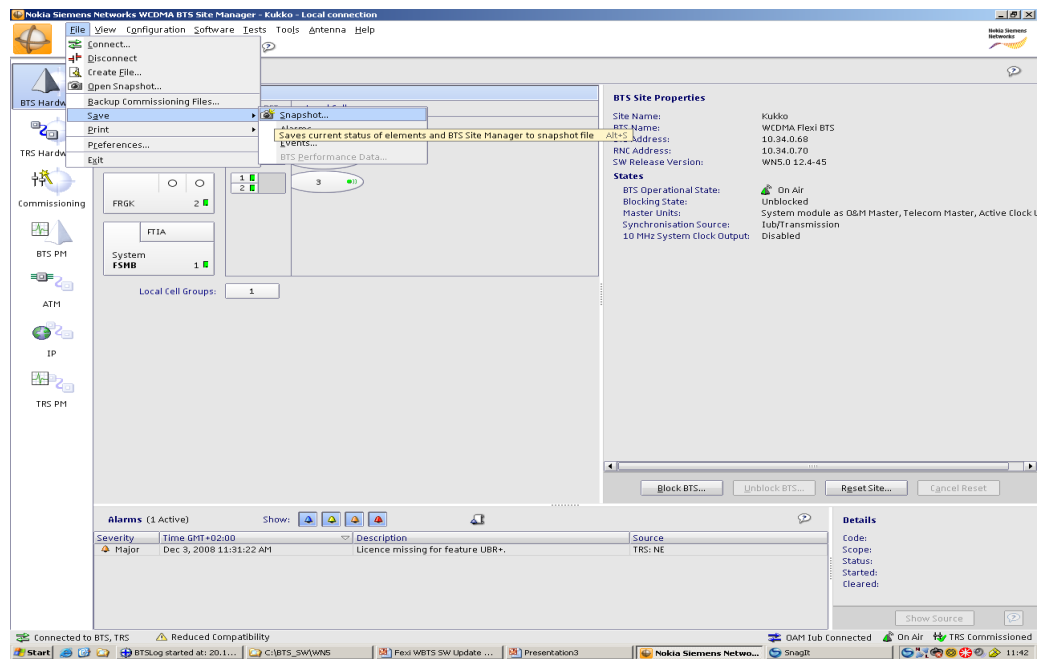 Nokia Siemens Networks WCDMA BTS Site Manager - Kukko - Local connection
File View Configuration Software Tests Tools Antenna Help
Nokia Siemens
Networks
Connect...
Disconnect
Create File...
Open Snapshot...
Backup Commissioning Files...
Save
Print
Preferences...
Exit
Snapshot...
Alarms...
Saves current status of elements and BTS Site Manager to snapshot file Alt+S
Events...
BTS Performance Data...
BTS Hardw
TRS Hardw
Commissioning
BTS PM
ATM
IP
TRS PM
1
2
3
FRGK 2
FTIA
System
FSMB 1
Local Cell Groups: 1
BTS Site Properties
Site Name: Kukko
BTS Name: WCDMA Flexi BTS
Address: 10.34.0.68
RNC Address: 10.34.0.70
SW Release Version: WN5.0 12.4-45
States
BTS Operational State: On Air
Blocking State: Unblocked
Master Units: System module as O&M Master, Telecom Master, Active Clock U
Synchronisation Source: Iub/Transmission
10 MHz System Clock Output: Disabled
Block BTS... Unblock BTS... Reset Site... Cancel Reset
Alarms (1 Active) Show:
Severity Time GMT+02:00 Description Source
Major Dec 3, 2008 11:31:22 AM Licence missing for feature UBR+. TRS: NE
Details
Code:
Scope:
Status:
Started:
Cleared:
Show Source
Connected to BTS, TRS Reduced Compatibility OAM Iub Connected On Air TRS Commissioned
Start BTSLog started at: 20.1... C:\BTS_SW\WN5 Fexi WBTS SW Update ... Presentation3 Nokia Siemens Netwo... SnagIt 11:42